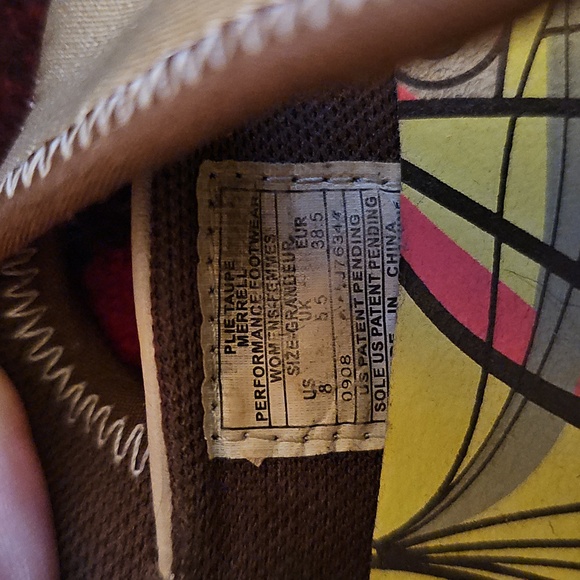 PLIE TAUPE
MERRELL
PERFORMANCE FOOTWEAR
WOMENS-FEMMES
SIZE-GRANDEUR
US UK EUR
8 5.5 38.5
0908 J76344
US PATENT PENDING
SOLE US PATENT PENDING
IN CHINA